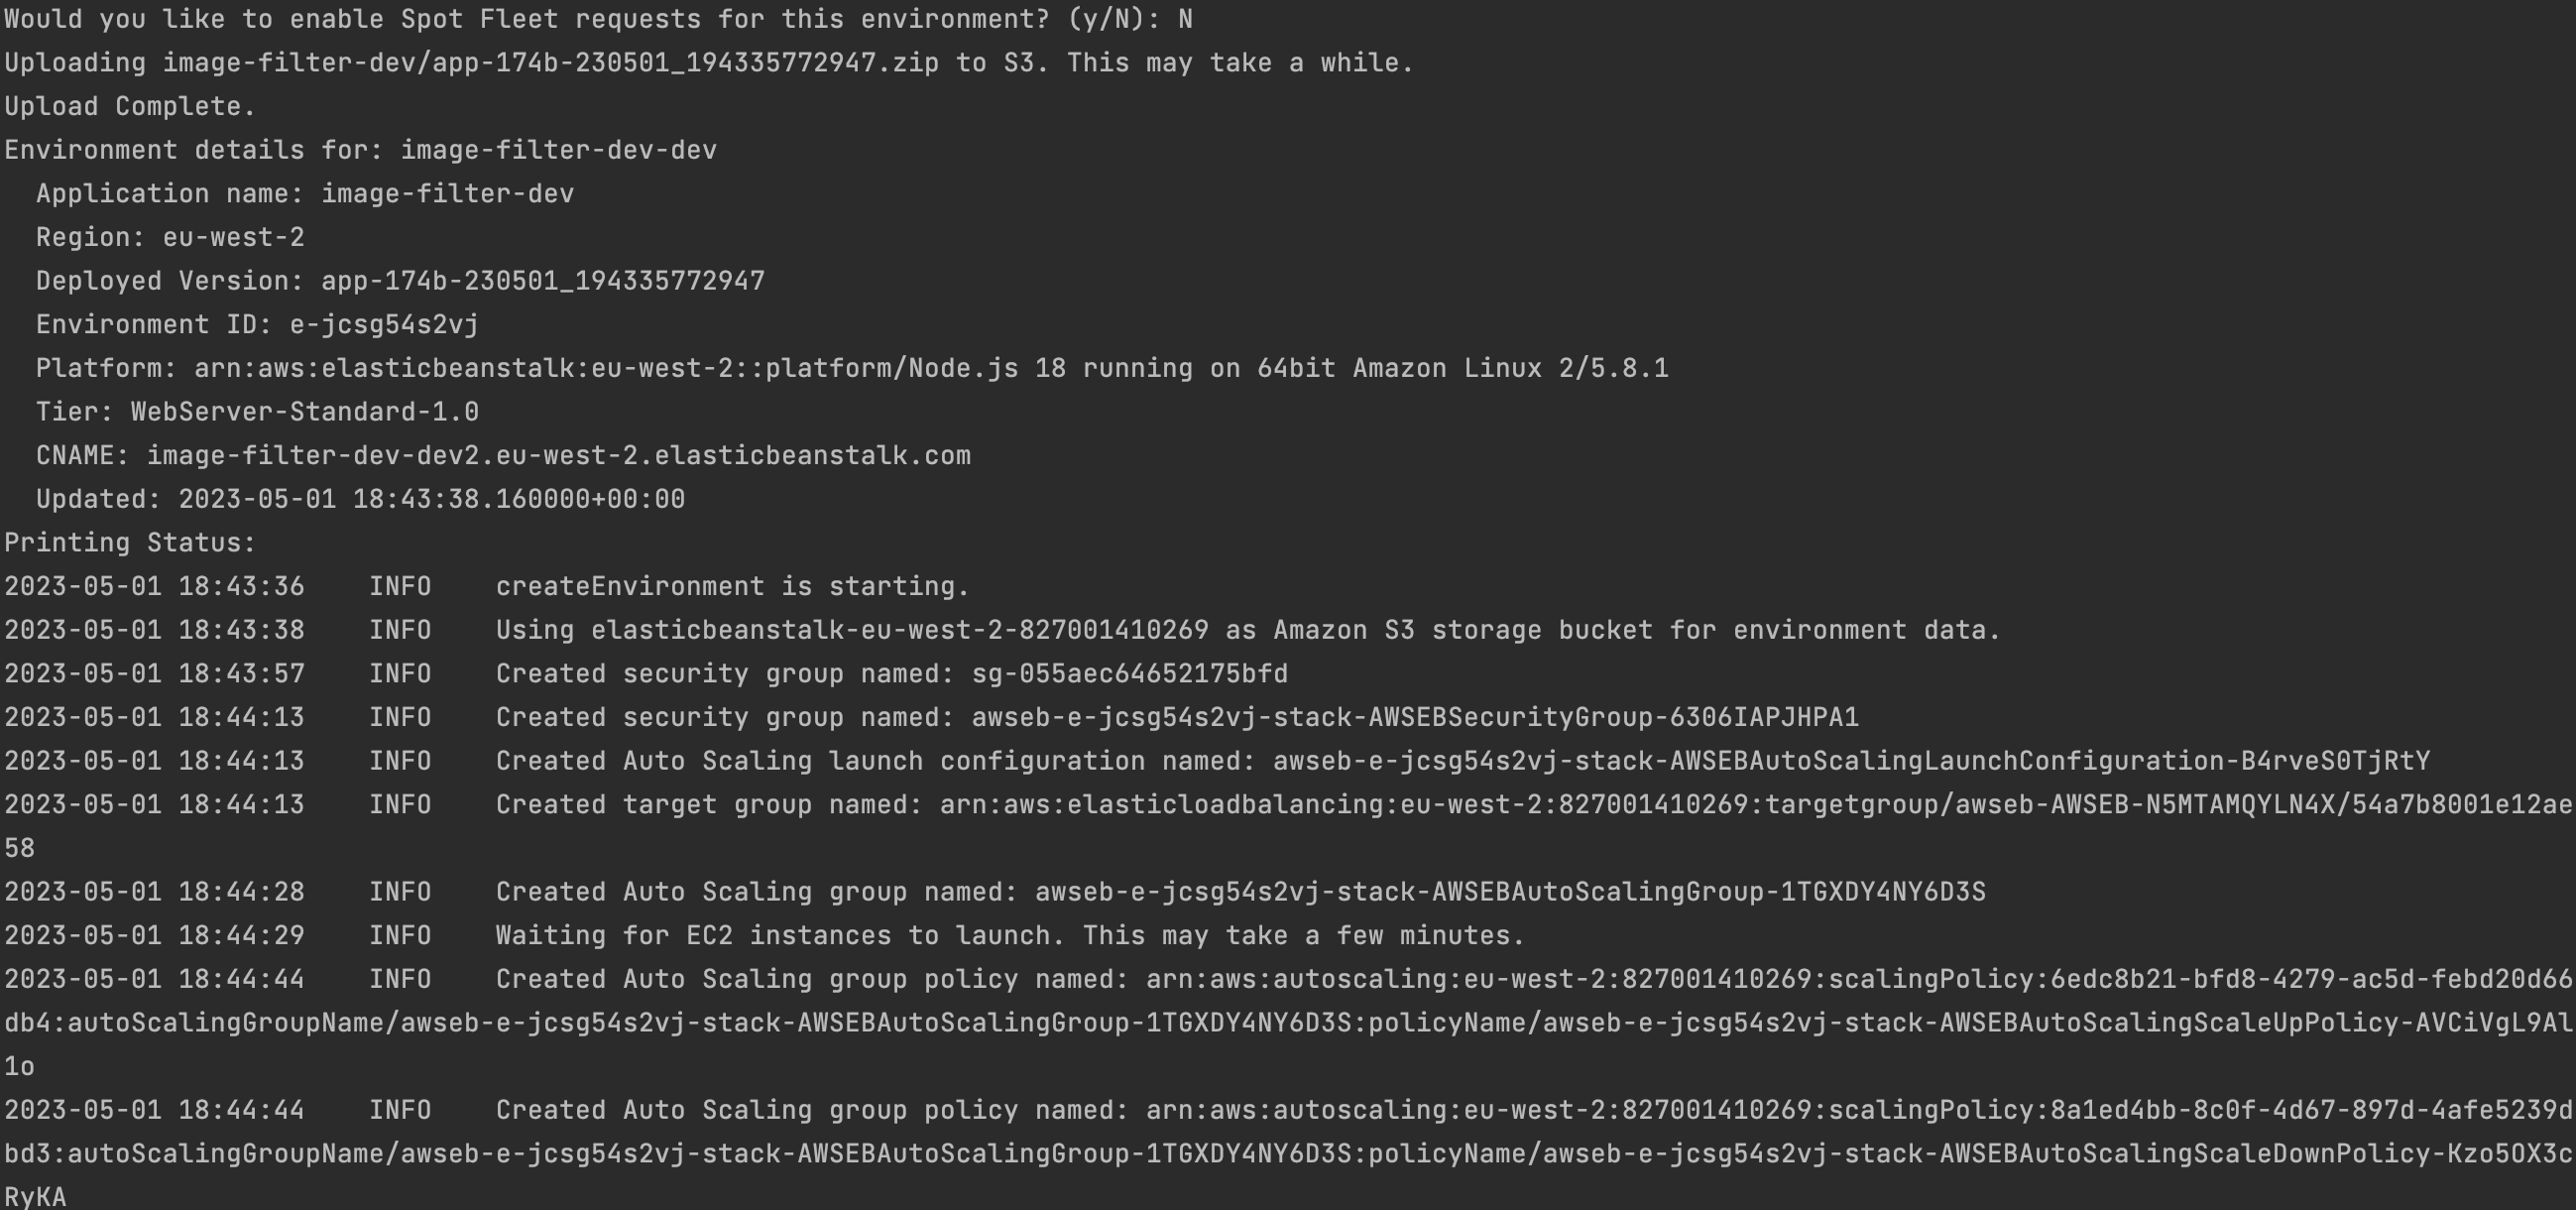 Would you like to enable Spot Fleet requests for this environment? (y/N): N
Uploading image-filter-dev/app-174b-230501_194335772947.zip to S3. This may take a while.
Upload Complete.
Environment details for: image-filter-dev-dev
  Application name: image-filter-dev
  Region: eu-west-2
  Deployed Version: app-174b-230501_194335772947
  Environment ID: e-jcsg54s2vj
  Platform: arn:aws:elasticbeanstalk:eu-west-2::platform/Node.js 18 running on 64bit Amazon Linux 2/5.8.1
  Tier: WebServer-Standard-1.0
  CNAME: image-filter-dev-dev2.eu-west-2.elasticbeanstalk.com
  Updated: 2023-05-01 18:43:38.160000+00:00
Printing Status:
2023-05-01 18:43:36    INFO    createEnvironment is starting.
2023-05-01 18:43:38    INFO    Using elasticbeanstalk-eu-west-2-827001410269 as Amazon S3 storage bucket for environment data.
2023-05-01 18:43:57    INFO    Created security group named: sg-055aec64652175bfd
2023-05-01 18:44:13    INFO    Created security group named: awseb-e-jcsg54s2vj-stack-AWSEBSecurityGroup-6306IAPJHPA1
2023-05-01 18:44:13    INFO    Created Auto Scaling launch configuration named: awseb-e-jcsg54s2vj-stack-AWSEBAutoScalingLaunchConfiguration-B4rveS0TjRtY
2023-05-01 18:44:13    INFO    Created target group named: arn:aws:elasticloadbalancing:eu-west-2:827001410269:targetgroup/awseb-AWSEB-N5MTAMQYLN4X/54a7b8001e12ae
58
2023-05-01 18:44:28    INFO    Created Auto Scaling group named: awseb-e-jcsg54s2vj-stack-AWSEBAutoScalingGroup-1TGXDY4NY6D3S
2023-05-01 18:44:29    INFO    Waiting for EC2 instances to launch. This may take a few minutes.
2023-05-01 18:44:44    INFO    Created Auto Scaling group policy named: arn:aws:autoscaling:eu-west-2:827001410269:scalingPolicy:6edc8b21-bfd8-4279-ac5d-febd20d66
db4:autoScalingGroupName/awseb-e-jcsg54s2vj-stack-AWSEBAutoScalingGroup-1TGXDY4NY6D3S:policyName/awseb-e-jcsg54s2vj-stack-AWSEBAutoScalingScaleUpPolicy-AVCiVgL9Al
1o
2023-05-01 18:44:44    INFO    Created Auto Scaling group policy named: arn:aws:autoscaling:eu-west-2:827001410269:scalingPolicy:8a1ed4bb-8c0f-4d67-897d-4afe5239d
bd3:autoScalingGroupName/awseb-e-jcsg54s2vj-stack-AWSEBAutoScalingGroup-1TGXDY4NY6D3S:policyName/awseb-e-jcsg54s2vj-stack-AWSEBAutoScalingScaleDownPolicy-Kzo5OX3c
RyKA